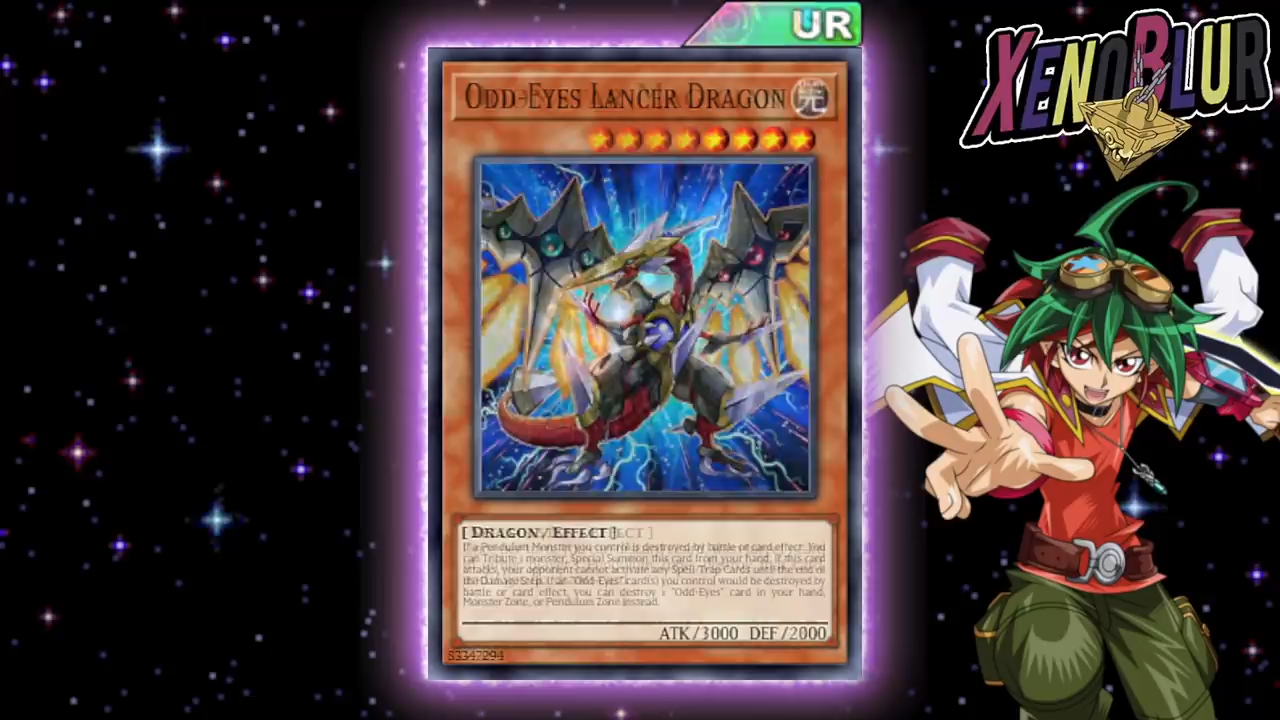 UR
XENOBLUR
ODD-EYES LANCER DRAGON
光
[ DRAGON / EFFECT ]
If a Pendulum Monster you control is destroyed by battle or card effect: You
can Tribute 1 monster, Special Summon this card from your hand. If this card
attacks, your opponent cannot activate any Spell/Trap Cards until the end of
the Damage Step. If an "Odd-Eyes" card(s) you control would be destroyed by
battle or card effect, you can destroy 1 "Odd-Eyes" card in your hand,
Monster Zone, or Pendulum Zone instead.
ATK/3000 DEF/2000